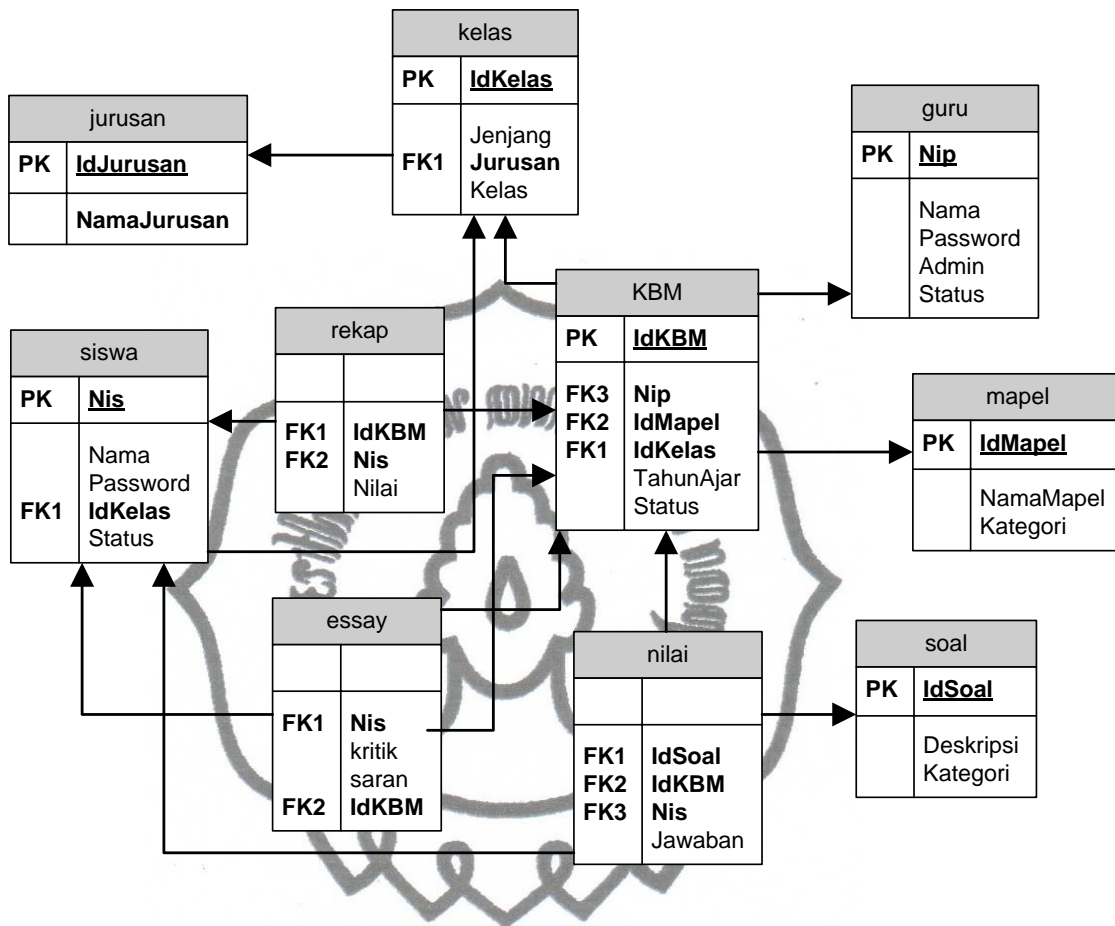 kelas
PK IdKelas
Jenjang
FK1 Jurusan
Kelas
jurusan
PK IdJurusan
NamaJurusan
guru
PK Nip
Nama
Password
Admin
Status
KBM
PK IdKBM
FK3 Nip
FK2 IdMapel
FK1 IdKelas
TahunAjar
Status
rekap
FK1 IdKBM
FK2 Nis
Nilai
siswa
PK Nis
Nama
Password
FK1 IdKelas
Status
mapel
PK IdMapel
NamaMapel
Kategori
essay
FK1 Nis
kritik
saran
FK2 IdKBM
nilai
FK1 IdSoal
FK2 IdKBM
FK3 Nis
Jawaban
soal
PK IdSoal
Deskripsi
Kategori